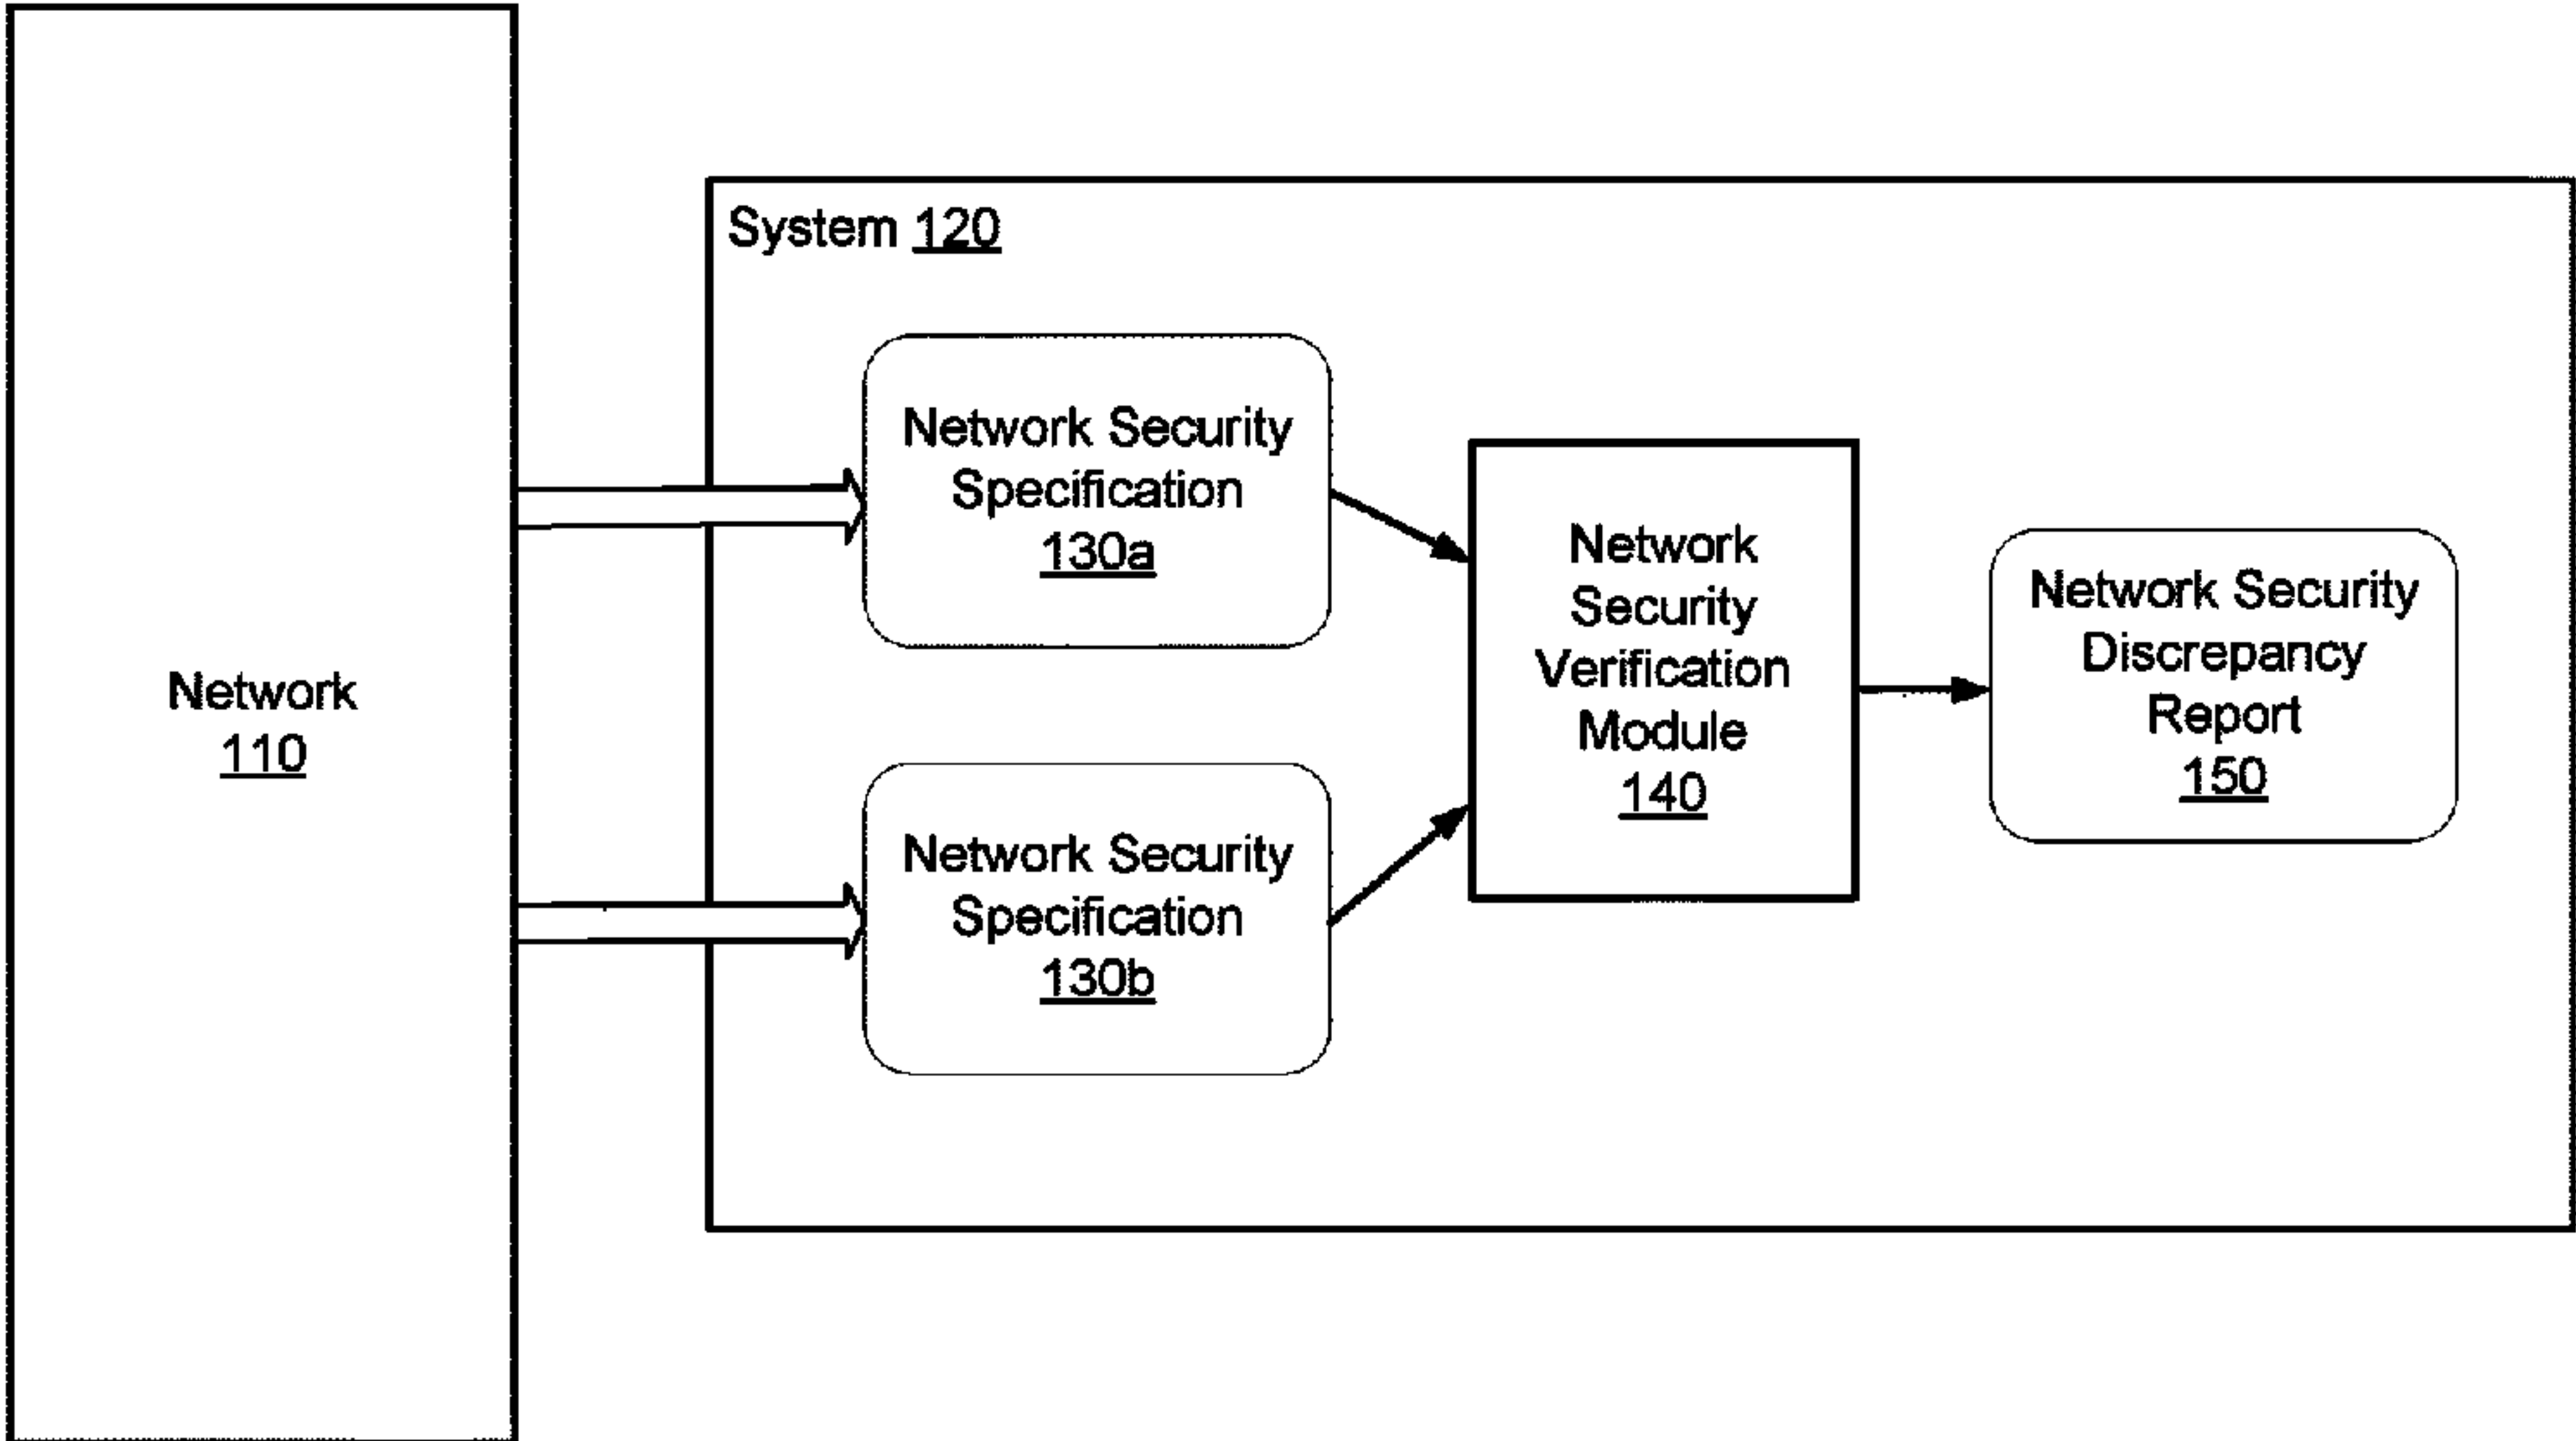 System 120
Network Security
Specification
130a
Network
Security
Verification
Module
140
Network Security
Discrepancy
Report
150
Network
110
Network Security
Specification
130b